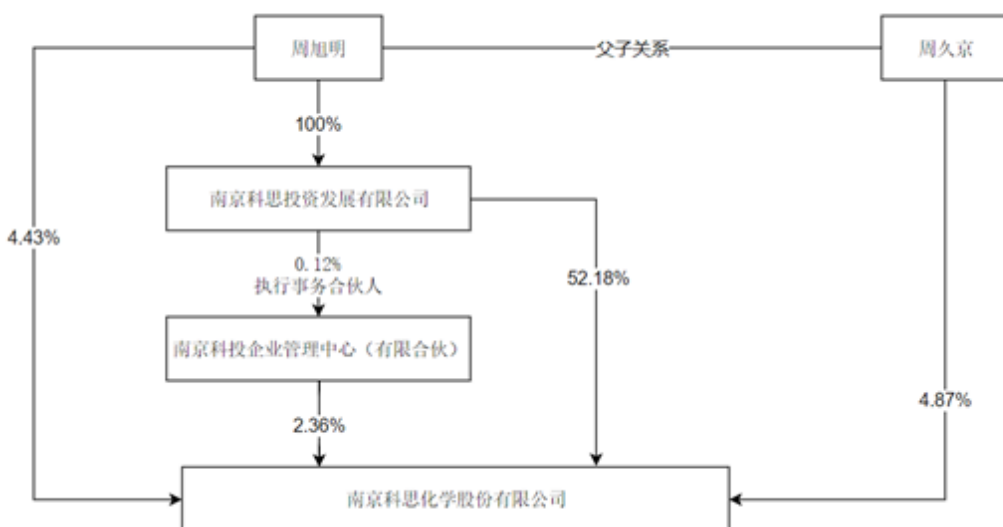 周旭明
父子关系
周久京
100%
南京科思投资发展有限公司
4.43%
0.12%
执行事务合伙人
52.18%
南京科投企业管理中心（有限合伙）
2.36%
4.87%
南京科思化学股份有限公司